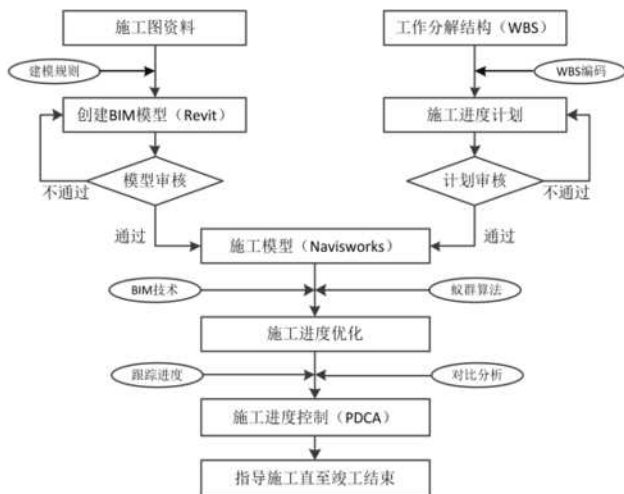 施工图资料
工作分解结构（WBS）
建模规则
WBS编码
创建BIM模型（Revit）
施工进度计划
模型审核
计划审核
不通过
不通过
通过
通过
施工模型（Navisworks）
BIM技术
蚁群算法
施工进度优化
跟踪进度
对比分析
施工进度控制（PDCA）
指导施工直至竣工结束